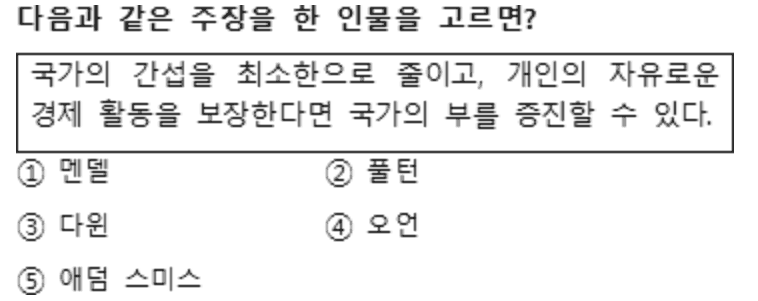 다음과 같은 주장을 한 인물을 고르면?
국가의 간섭을 최소한으로 줄이고, 개인의 자유로운
경제 활동을 보장한다면 국가의 부를 증진할 수 있다.
① 멘델 ② 풀턴
③ 다윈 ④ 오언
⑤ 애덤 스미스